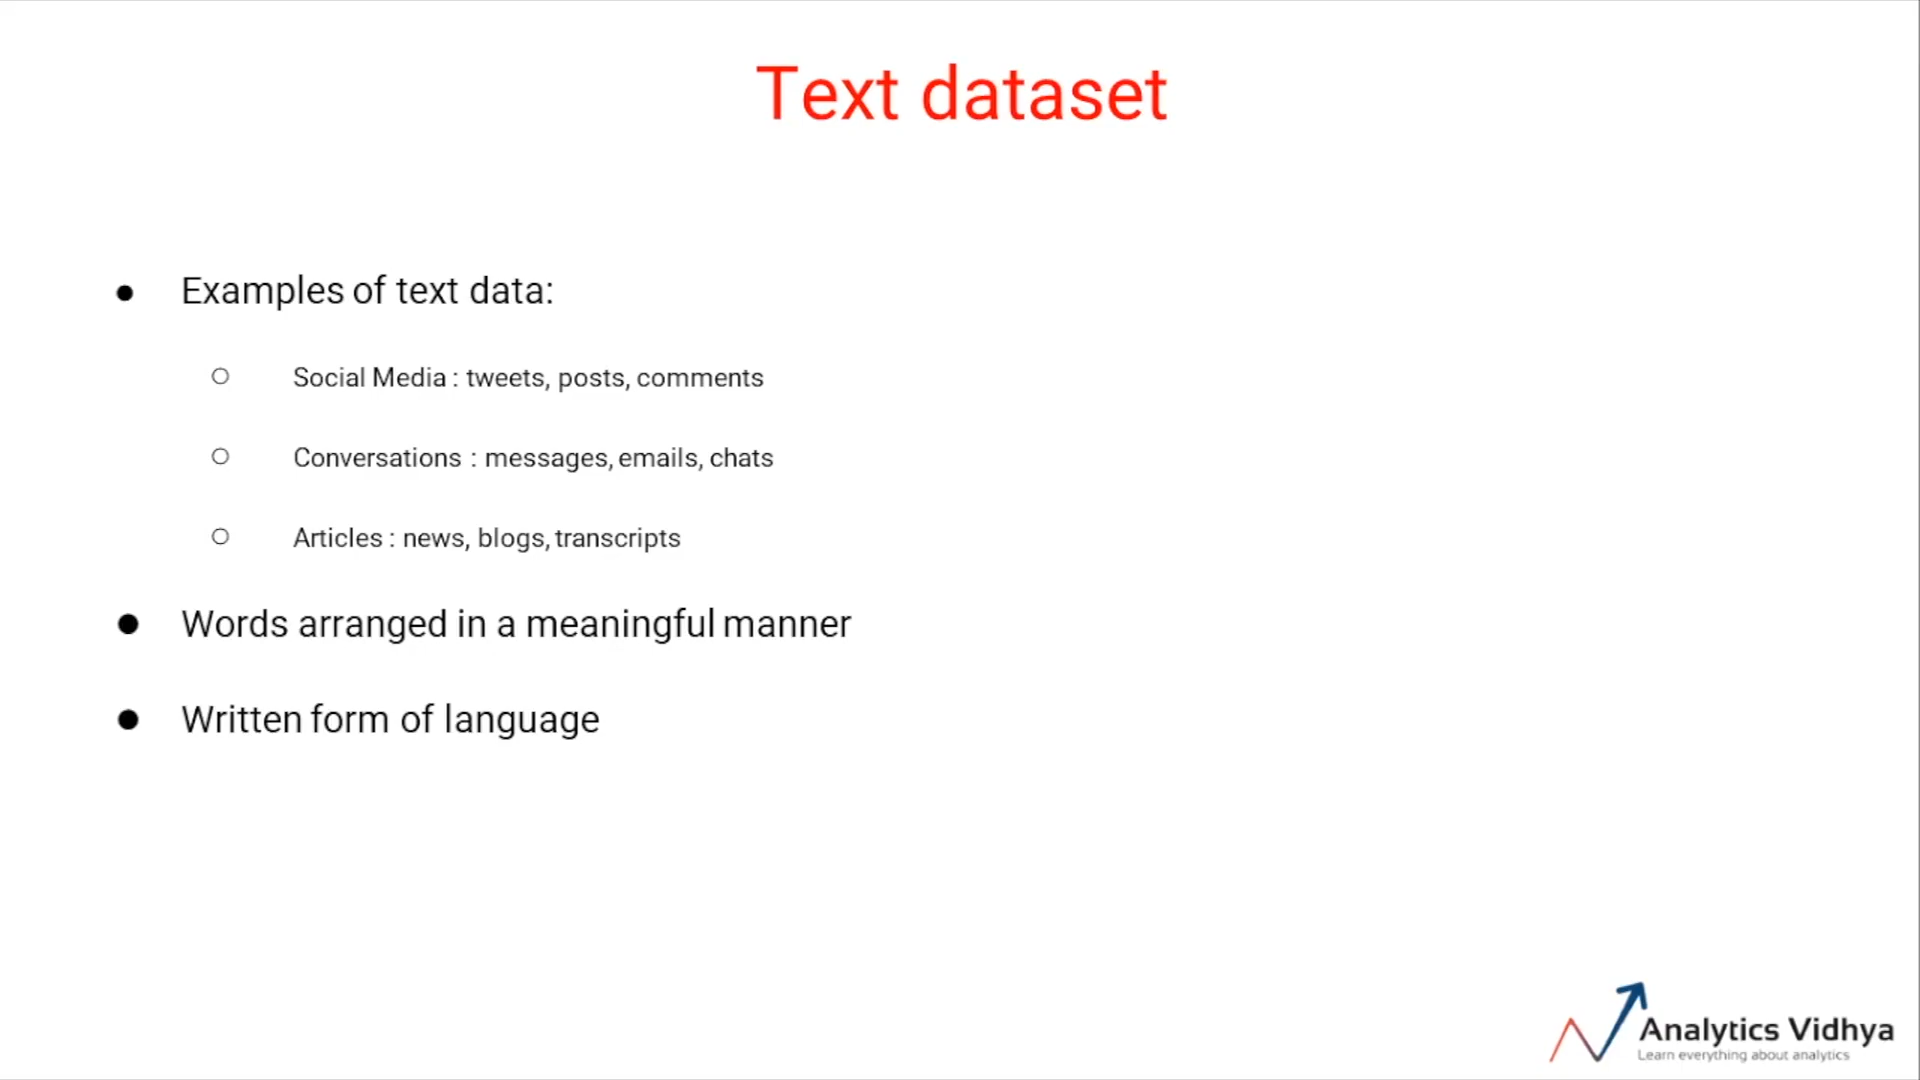 Text dataset
● Examples of text data:
○ Social Media : tweets, posts, comments
○ Conversations : messages, emails, chats
○ Articles : news, blogs, transcripts
● Words arranged in a meaningful manner
● Written form of language
Analytics Vidhya
Learn everything about analytics